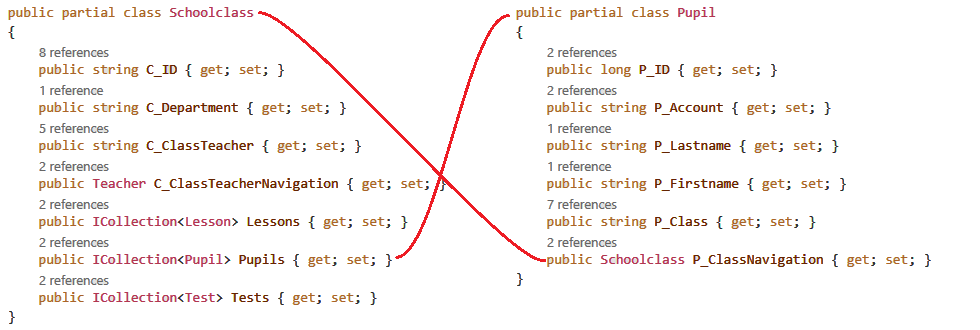 public partial class Schoolclass
{
8 references
public string C_ID { get; set; }
1 reference
public string C_Department { get; set; }
5 references
public string C_ClassTeacher { get; set; }
2 references
public Teacher C_ClassTeacherNavigation { get; set; }
2 references
public ICollection<Lesson> Lessons { get; set; }
2 references
public ICollection<Pupil> Pupils { get; set; }
2 references
public ICollection<Test> Tests { get; set; }
}
public partial class Pupil
{
2 references
public long P_ID { get; set; }
2 references
public string P_Account { get; set; }
1 reference
public string P_Lastname { get; set; }
1 reference
public string P_Firstname { get; set; }
7 references
public string P_Class { get; set; }
2 references
public Schoolclass P_ClassNavigation { get; set; }
}